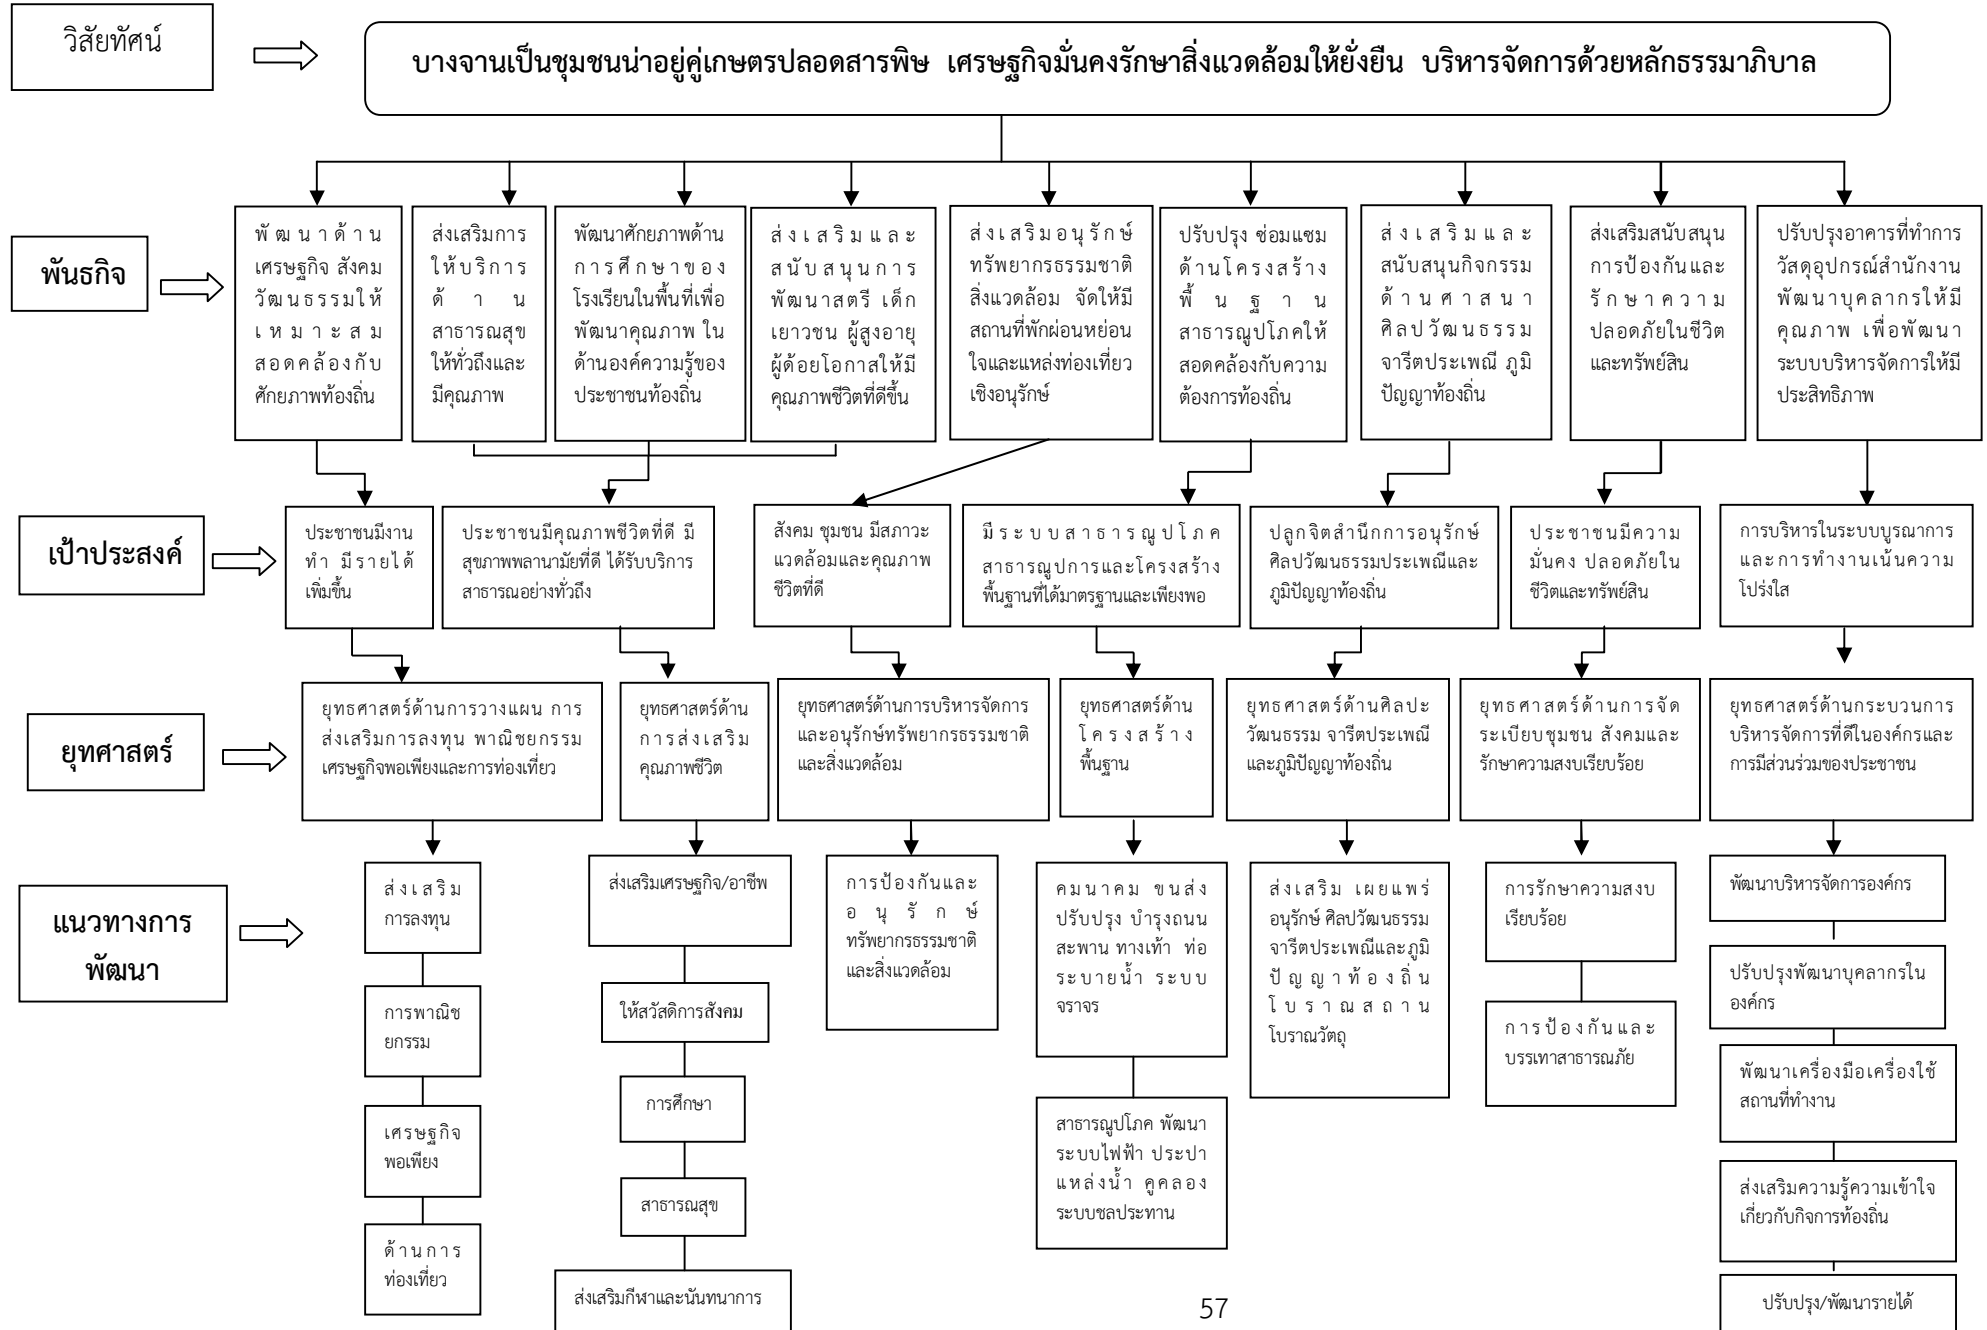 วิสัยทัศน์
บางจานเป็นชุมชนน่าอยู่คู่เกษตรปลอดสารพิษ เศรษฐกิจมั่นคงรักษาสิ่งแวดล้อมให้ยั่งยืน บริหารจัดการด้วยหลักธรรมาภิบาล
พันธกิจ
พัฒนาด้าน
เศรษฐกิจ สังคม
วัฒนธรรมให้
เหมาะสม
สอดคล้องกับ
ศักยภาพท้องถิ่น
ส่งเสริมการ
ให้บริการ
ด้าน
สาธารณสุข
ให้ทั่วถึงและ
มีคุณภาพ
พัฒนาศักยภาพด้าน
การศึกษาของ
โรงเรียนในพื้นที่เพื่อ
พัฒนาคุณภาพ ใน
ด้านองค์ความรู้ของ
ประชาชนท้องถิ่น
ส่งเสริมและ
สนับสนุนการ
พัฒนาสตรี เด็ก
เยาวชน ผู้สูงอายุ
ผู้ด้อยโอกาสให้มี
คุณภาพชีวิตที่ดีขึ้น
ส่งเสริมอนุรักษ์
ทรัพยากรธรรมชาติ
สิ่งแวดล้อม จัดให้มี
สถานที่พักผ่อนหย่อน
ใจและแหล่งท่องเที่ยว
เชิงอนุรักษ์
ปรับปรุง ซ่อมแซม
ด้านโครงสร้าง
พื้นฐาน
สาธารณูปโภคให้
สอดคล้องกับความ
ต้องการท้องถิ่น
ส่งเสริมและ
สนับสนุนกิจกรรม
ด้านศาสนา
ศิลปวัฒนธรรม
จารีตประเพณี ภูมิ
ปัญญาท้องถิ่น
ส่งเสริมสนับสนุน
การป้องกันและ
รักษาความ
ปลอดภัยในชีวิต
และทรัพย์สิน
ปรับปรุงอาคารที่ทำการ
วัสดุอุปกรณ์สำนักงาน
พัฒนาบุคลากรให้มี
คุณภาพ เพื่อพัฒนา
ระบบบริหารจัดการให้มี
ประสิทธิภาพ
เป้าประสงค์
ประชาชนมีงาน
ทำ มีรายได้
เพิ่มขึ้น
ประชาชนมีคุณภาพชีวิตที่ดี มี
สุขภาพพลานามัยที่ดี ได้รับบริการ
สาธารณอย่างทั่วถึง
สังคม ชุมชน มีสภาวะ
แวดล้อมและคุณภาพ
ชีวิตที่ดี
มีระบบสาธารณูปโภค
สาธารณูปการและโครงสร้าง
พื้นฐานที่ได้มาตรฐานและเพียงพอ
ปลูกจิตสำนึกการอนุรักษ์
ศิลปวัฒนธรรมประเพณีและ
ภูมิปัญญาท้องถิ่น
ประชาชนมีความ
มั่นคง ปลอดภัยใน
ชีวิตและทรัพย์สิน
การบริหารในระบบบูรณาการ
และการทำงานเน้นความ
โปร่งใส
ยุทศาสตร์
ยุทธศาสตร์ด้านการวางแผน การ
ส่งเสริมการลงทุน พาณิชยกรรม
เศรษฐกิจพอเพียงและการท่องเที่ยว
ยุทธศาสตร์ด้าน
การส่งเสริม
คุณภาพชีวิต
ยุทธศาสตร์ด้านการบริหารจัดการ
และอนุรักษ์ทรัพยากรธรรมชาติ
และสิ่งแวดล้อม
ยุทธศาสตร์ด้าน
โครงสร้าง
พื้นฐาน
ยุทธศาสตร์ด้านศิลปะ
วัฒนธรรม จารีตประเพณี
และภูมิปัญญาท้องถิ่น
ยุทธศาสตร์ด้านการจัด
ระเบียบชุมชน สังคมและ
รักษาความสงบเรียบร้อย
ยุทธศาสตร์ด้านกระบวนการ
บริหารจัดการที่ดีในองค์กรและ
การมีส่วนร่วมของประชาชน
แนวทางการ
พัฒนา
ส่งเสริม
การลงทุน
การพาณิช
ยกรรม
เศรษฐกิจ
พอเพียง
ด้านการ
ท่องเที่ยว
ส่งเสริมเศรษฐกิจ/อาชีพ
ให้สวัสดิการสังคม
การศึกษา
สาธารณสุข
ส่งเสริมกีฬาและนันทนาการ
การป้องกันและ
อนุรักษ์
ทรัพยากรธรรมชาติ
และสิ่งแวดล้อม
คมนาคม ขนส่ง
ปรับปรุง บำรุงถนน
สะพาน ทางเท้า ท่อ
ระบายน้ำ ระบบ
จราจร
สาธารณูปโภค พัฒนา
ระบบไฟฟ้า ประปา
แหล่งน้ำ คูคลอง
ระบบชลประทาน
ส่งเสริม เผยแพร่
อนุรักษ์ ศิลปวัฒนธรรม
จารีตประเพณีและภูมิ
ปัญญาท้องถิ่น
โบราณสถาน
โบราณวัตถุ
การรักษาความสงบ
เรียบร้อย
การป้องกันและ
บรรเทาสาธารณภัย
พัฒนาบริหารจัดการองค์กร
ปรับปรุงพัฒนาบุคลากรใน
องค์กร
พัฒนาเครื่องมือเครื่องใช้
สถานที่ทำงาน
ส่งเสริมความรู้ความเข้าใจ
เกี่ยวกับกิจการท้องถิ่น
ปรับปรุง/พัฒนารายได้
57